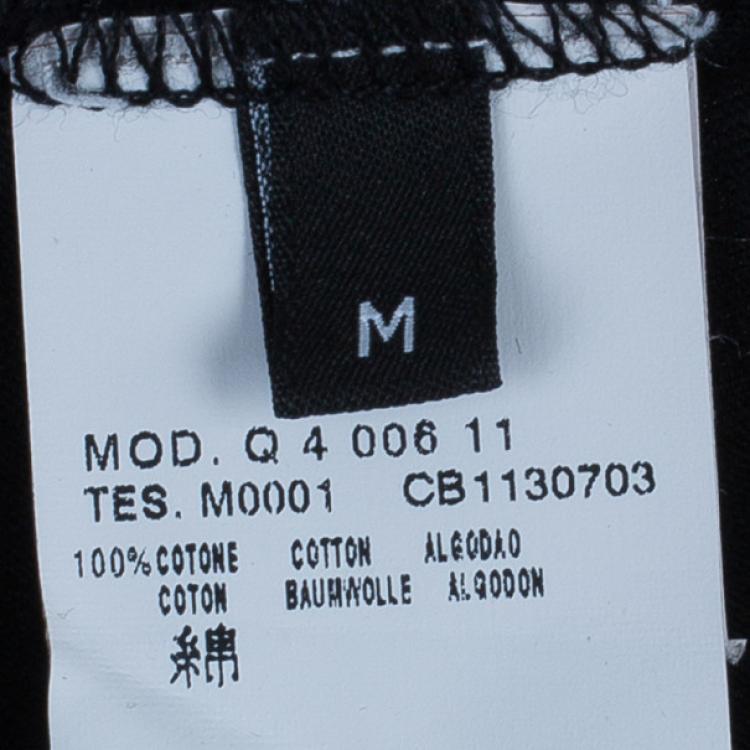 M
MOD. Q 4 006 11
TES. M0001 CB1130703
100% COTONE COTTON ALGODAO
COTON BAUMWOLLE ALGODON
綿